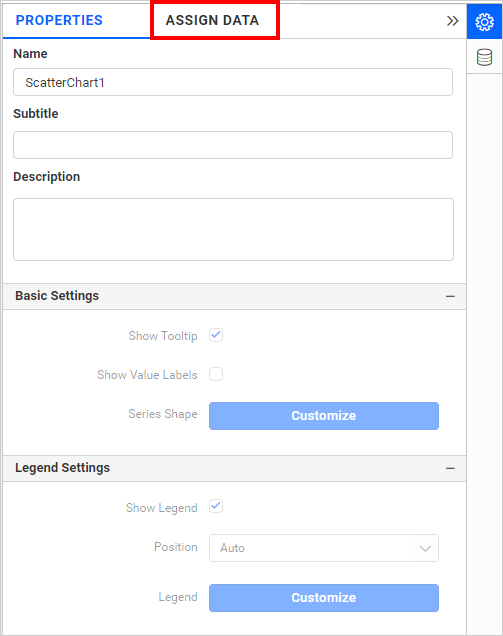 PROPERTIES
ASSIGN DATA
Name
ScatterChart1
Subtitle
Description
Basic Settings
Show Tooltip
Show Value Labels
Series Shape
Customize
Legend Settings
Show Legend
Position
Auto
Legend
Customize